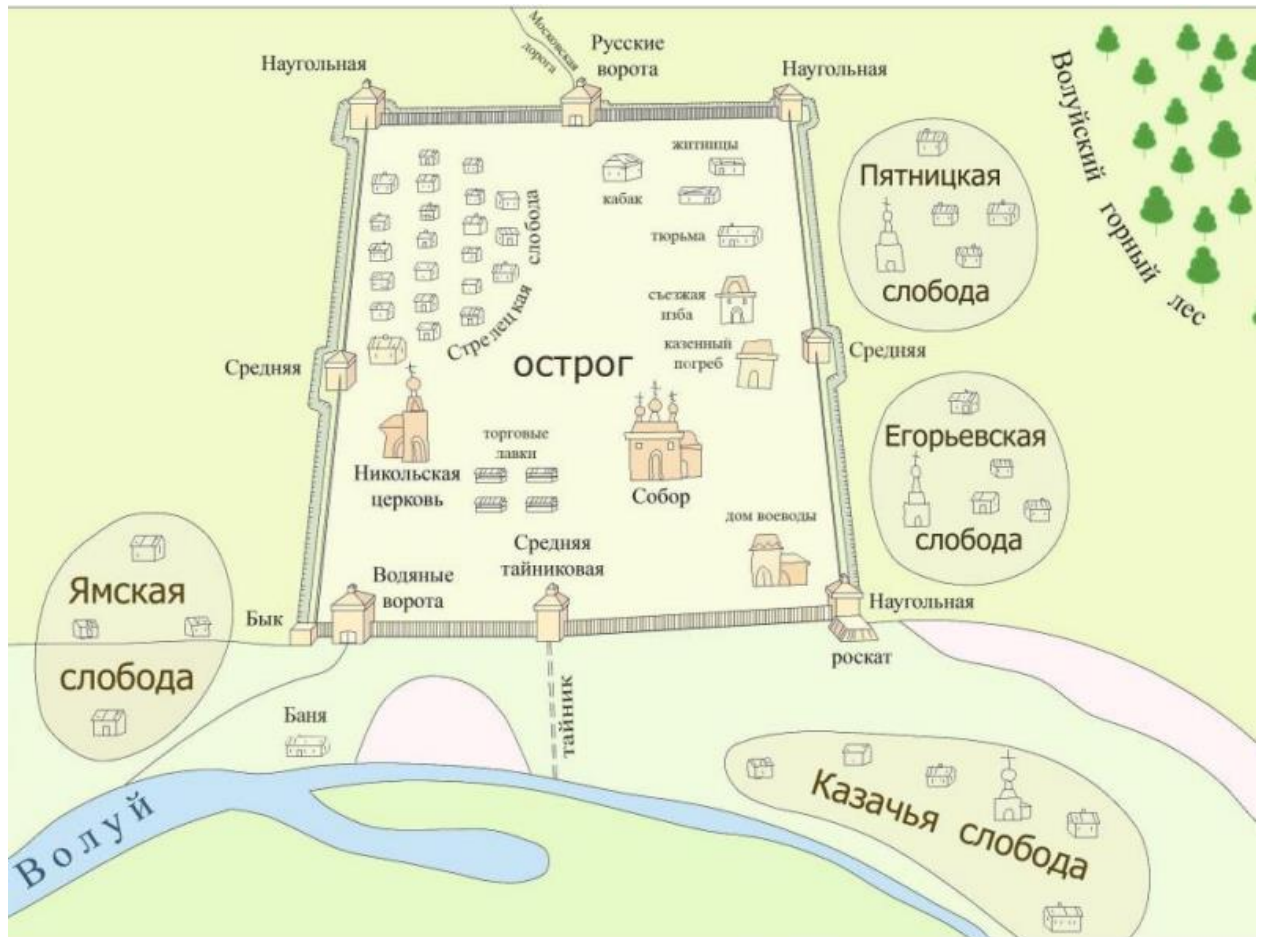 Московская
дорога
Русские
ворота
Наугольная
Наугольная
Волуйский горный лес
житницы
кабак
тюрьма
Стрелецкая слобода
съезжая
изба
казенный
погреб
Пятницкая
слобода
Средняя
острог
Средняя
Никольская
церковь
торговые
лавки
Собор
Егорьевская
слобода
дом воеводы
Средняя
тайниковая
Водяные
ворота
Бык
Наугольная
роскат
Ямская
слобода
Баня
тайник
Казачья слобода
Волуй